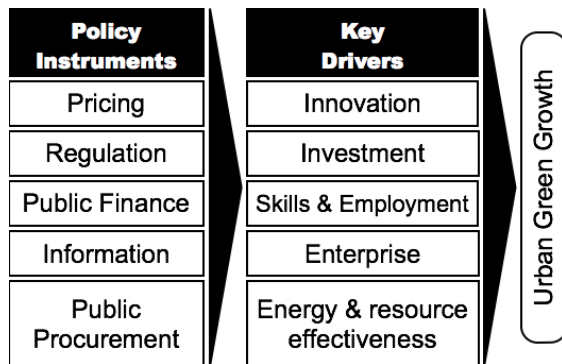 Policy
Instruments
Pricing
Regulation
Public Finance
Information
Public
Procurement
Key
Drivers
Innovation
Investment
Skills & Employment
Enterprise
Energy & resource
effectiveness
Urban Green Growth